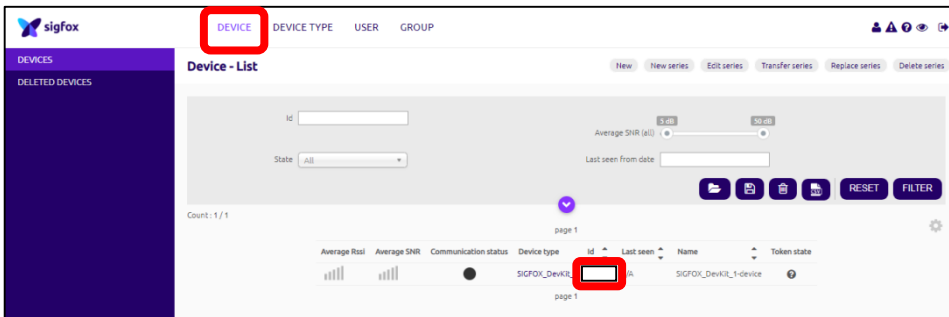 sigfox DEVICE DEVICE TYPE USER GROUP
DEVICES
DELETED DEVICES
Device - List New New series Edit series Transfer series Replace series Delete series
Id
5 dB 50 dB
Average SNR (all)
State All Last seen from date
CSV RESET FILTER
Count : 1 / 1
page 1
Average Rssi Average SNR Communication status Device type Id Last seen Name Token state
SIGFOX_DevKit_ /A SIGFOX_DevKit_1-device
page 1